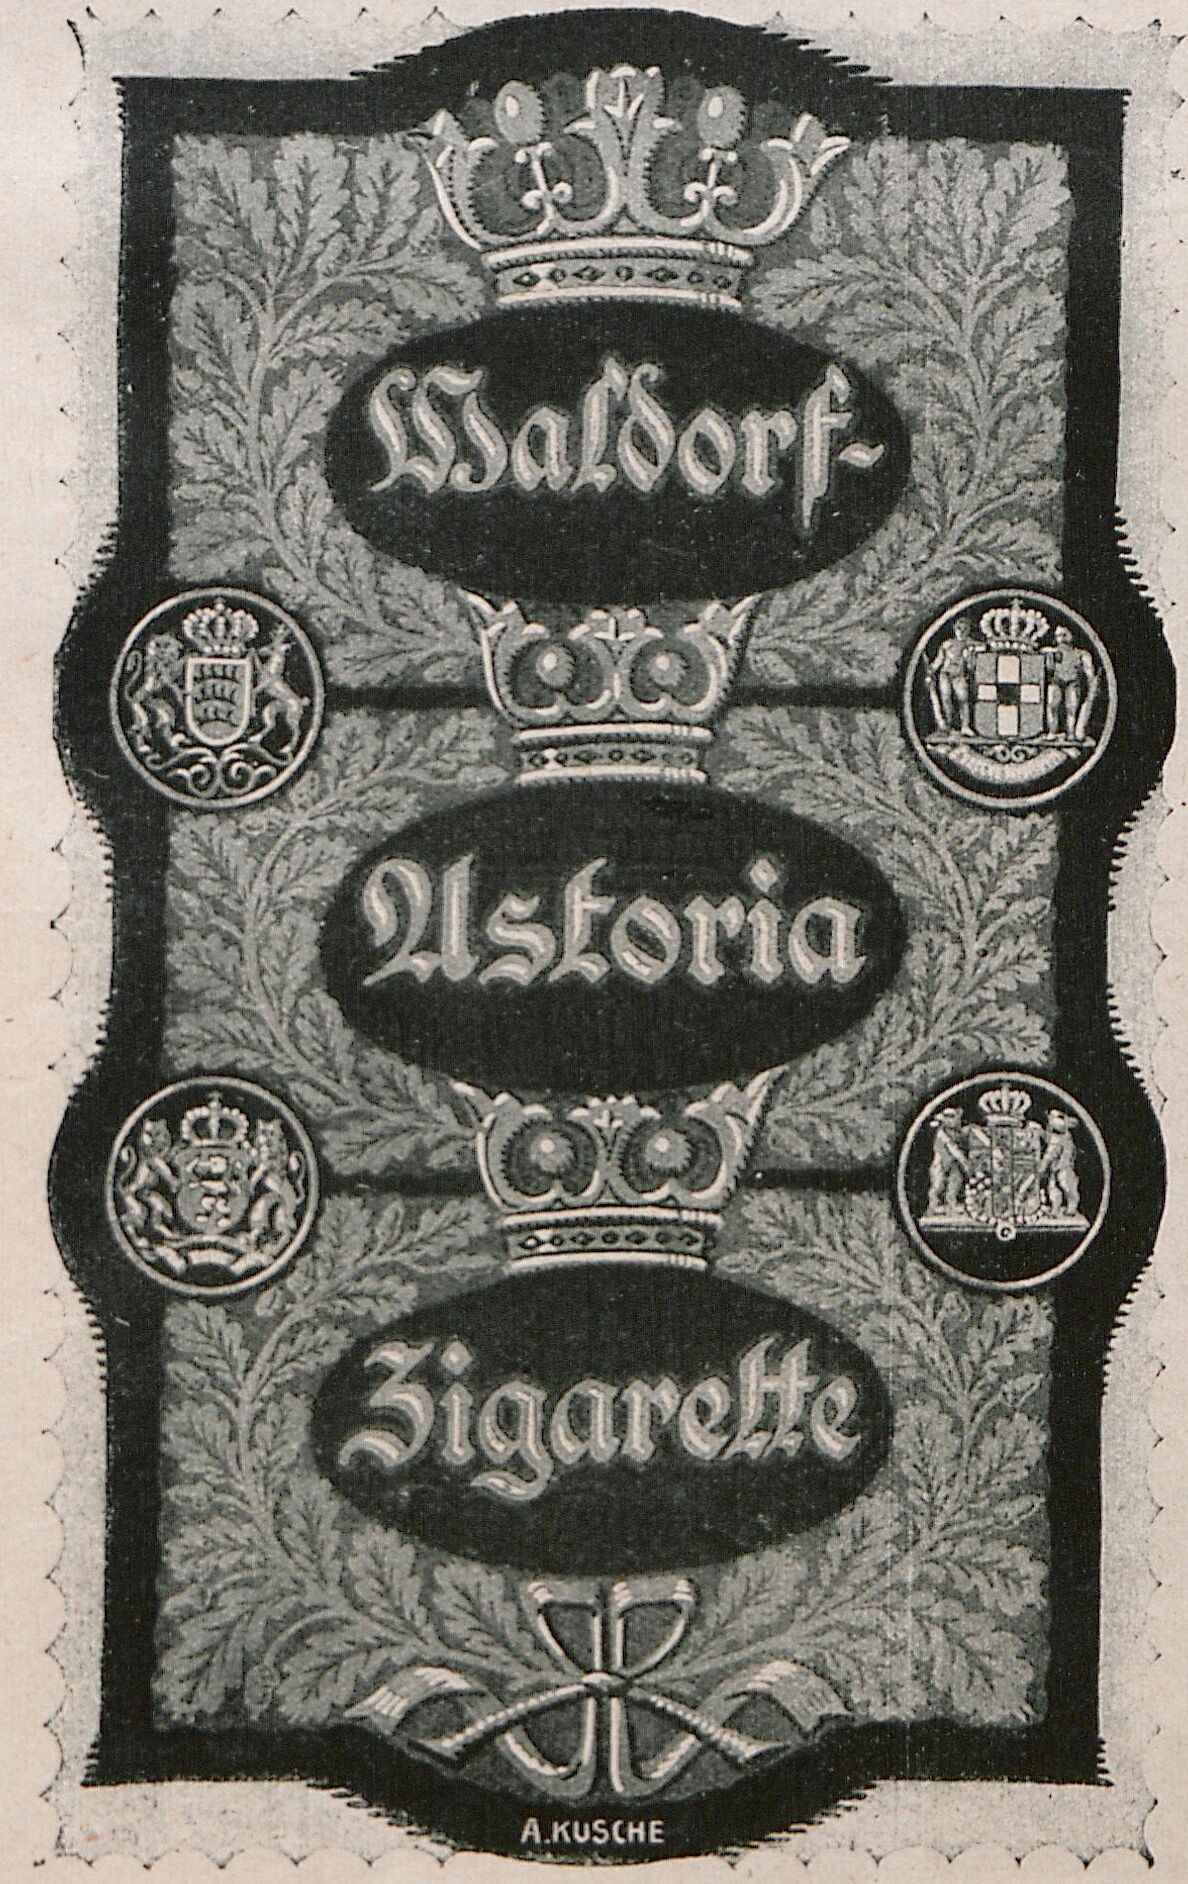 Waldorf-
Astoria
Zigarette
A. KUSCHE